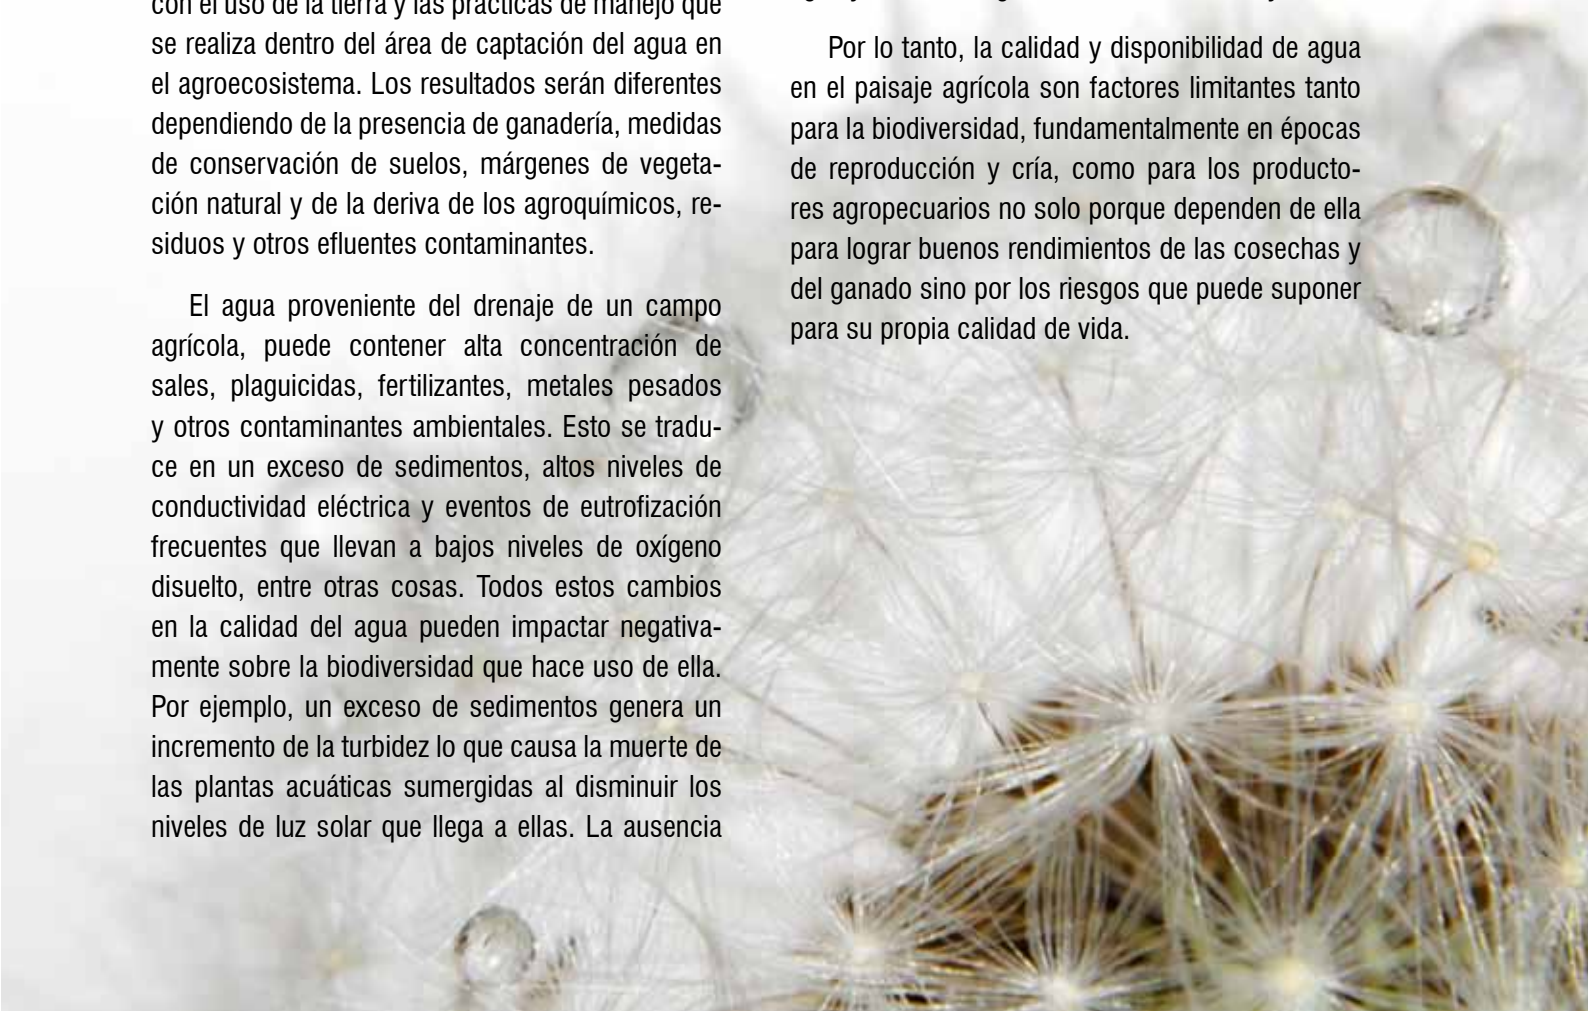 con el uso de la tierra y las prácticas de manejo que
se realiza dentro del área de captación del agua en
el agroecosistema. Los resultados serán diferentes
dependiendo de la presencia de ganadería, medidas
de conservación de suelos, márgenes de vegeta-
ción natural y de la deriva de los agroquímicos, re-
siduos y otros efluentes contaminantes.
El agua proveniente del drenaje de un campo
agrícola, puede contener alta concentración de
sales, plaguicidas, fertilizantes, metales pesados
y otros contaminantes ambientales. Esto se tradu-
ce en un exceso de sedimentos, altos niveles de
conductividad eléctrica y eventos de eutrofización
frecuentes que llevan a bajos niveles de oxígeno
disuelto, entre otras cosas. Todos estos cambios
en la calidad del agua pueden impactar negativa-
mente sobre la biodiversidad que hace uso de ella.
Por ejemplo, un exceso de sedimentos genera un
incremento de la turbidez lo que causa la muerte de
las plantas acuáticas sumergidas al disminuir los
niveles de luz solar que llega a ellas. La ausencia
Por lo tanto, la calidad y disponibilidad de agua
en el paisaje agrícola son factores limitantes tanto
para la biodiversidad, fundamentalmente en épocas
de reproducción y cría, como para los producto-
res agropecuarios no solo porque dependen de ella
para lograr buenos rendimientos de las cosechas y
del ganado sino por los riesgos que puede suponer
para su propia calidad de vida.